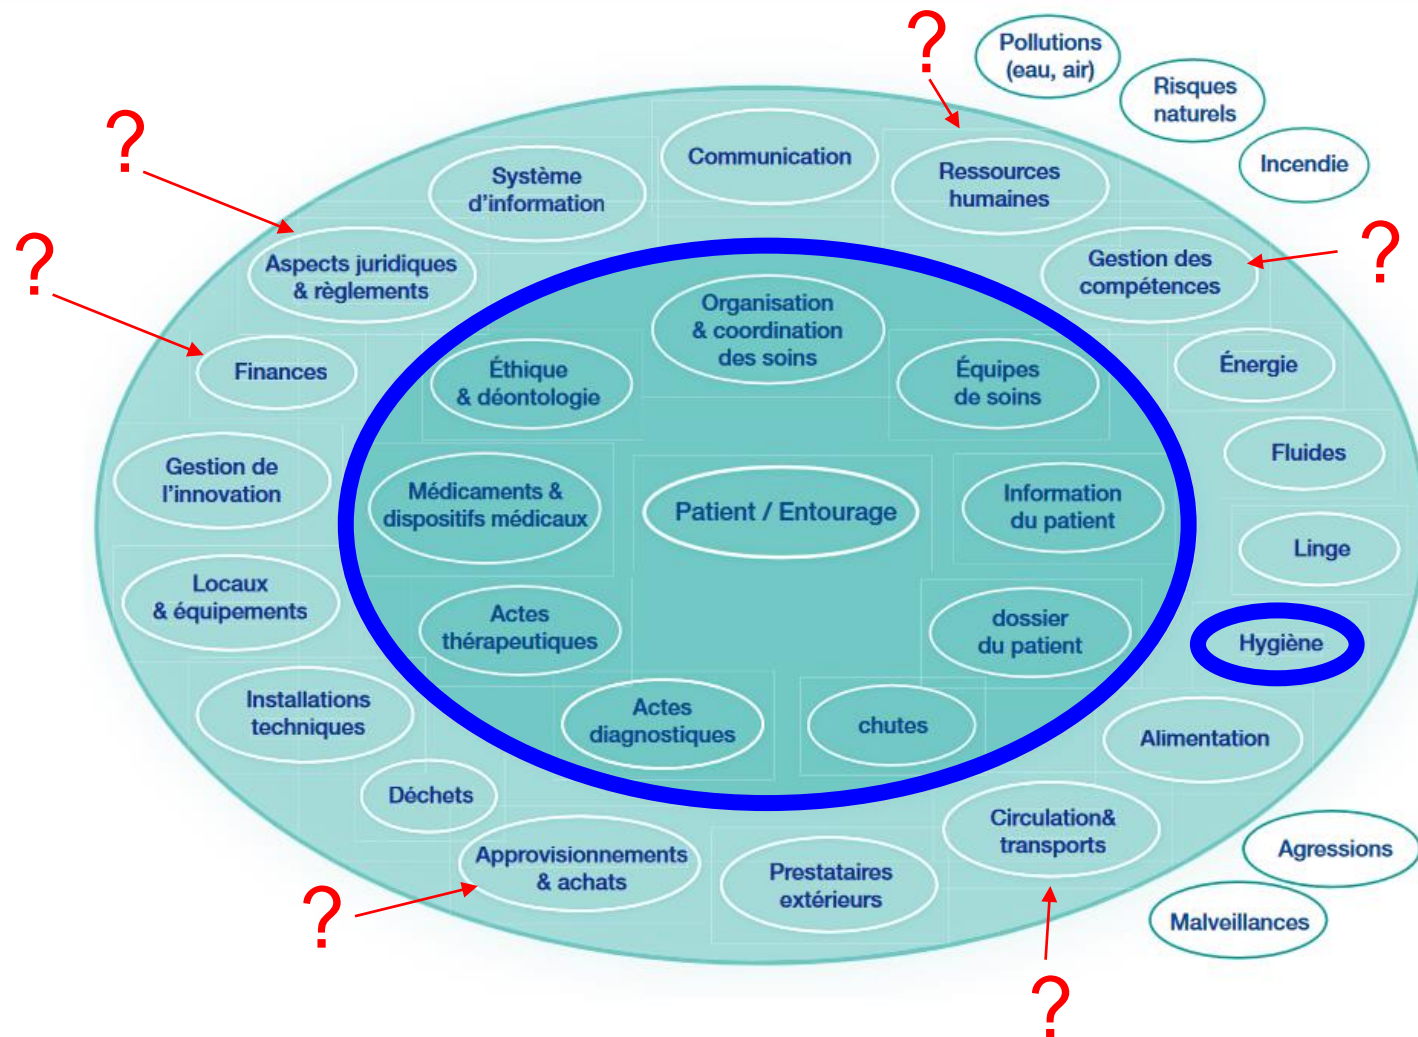 ?
Pollutions
(eau, air)
Risques
naturels
Incendie
?
Communication
Ressources
humaines
Système
d'information
?
Aspects juridiques
& règlements
Gestion des
compétences
?
Organisation
& coordination
des soins
Finances
Éthique
& déontologie
Équipes
de soins
Énergie
Gestion de
l'innovation
Médicaments &
dispositifs médicaux
Patient / Entourage
Information
du patient
Fluides
Linge
Locaux
& équipements
Actes
thérapeutiques
dossier
du patient
Hygiène
Installations
techniques
Actes
diagnostiques
chutes
Alimentation
Déchets
Circulation&
transports
Approvisionnements
& achats
Prestataires
extérieurs
Agressions
Malveillances
?
?